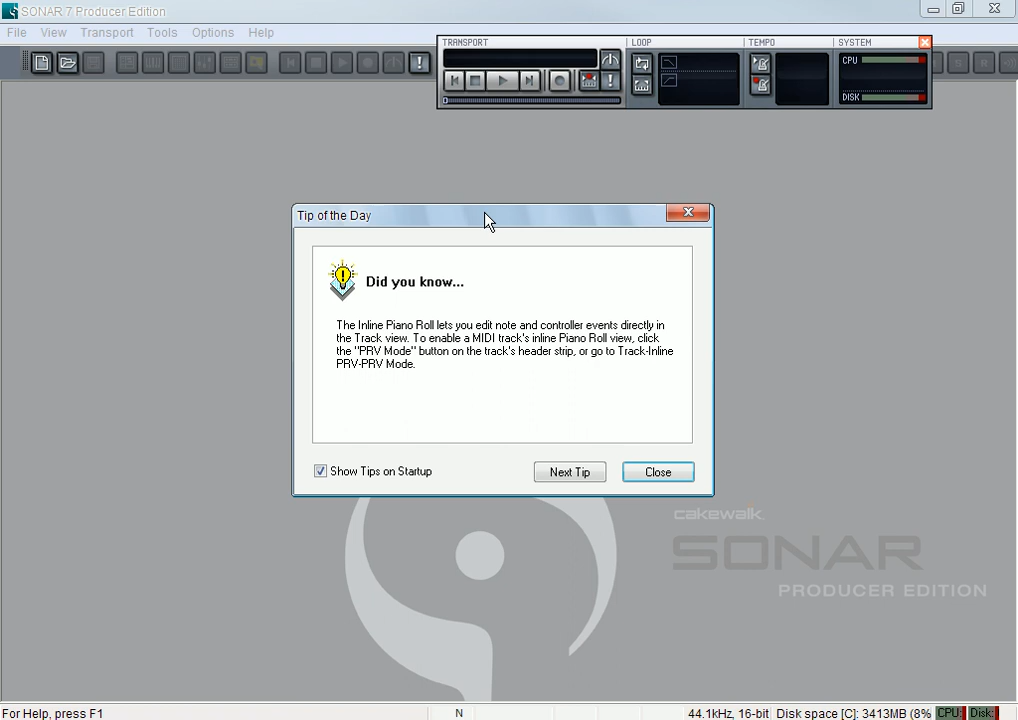 SONAR 7 Producer Edition
File View Transport Tools Options Help
TRANSPORT LOOP TEMPO SYSTEM
CPU
DISK
Tip of the Day
Did you know...
The Inline Piano Roll lets you edit note and controller events directly in
the Track view. To enable a MIDI track's inline Piano Roll view, click
the "PRV Mode" button on the track's header strip, or go to Track-Inline
PRV-PRV Mode.
Show Tips on Startup Next Tip Close
cakewalk
SONAR
PRODUCER EDITION
For Help, press F1 N 44.1kHz, 16-bit Disk space [C]: 3413MB (8% CPU: Disk: